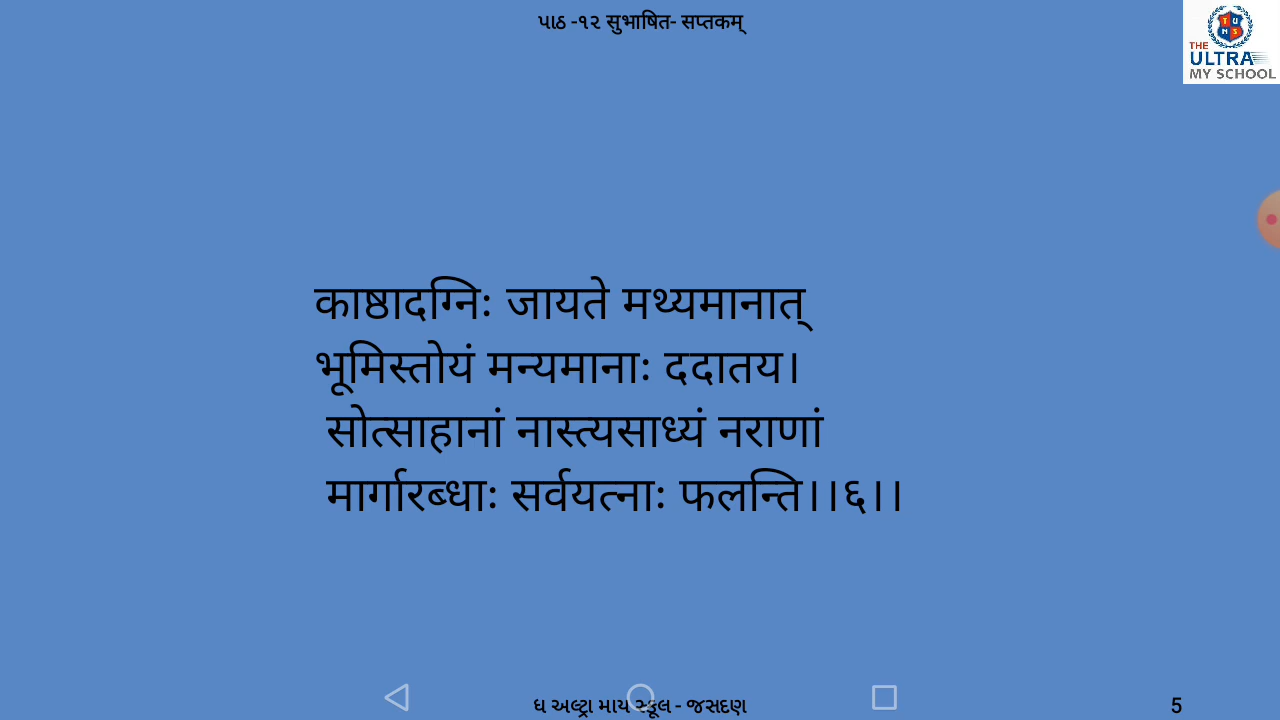 પાઠ -૧૨ सुभाषित- सप्तकम्
T U
M S
THE
ULTRA
MY SCHOOL
काष्ठादग्निः जायते मथ्यमानात्
भूमिस्तोयं मन्यमानाः ददातय।
सोत्साहानां नास्त्यसाध्यं नराणां
मार्गारब्धाः सर्वयत्नाः फलन्ति।।६।।
ધ અલ્ટ્રા માય સ્કૂલ - જસદણ
5